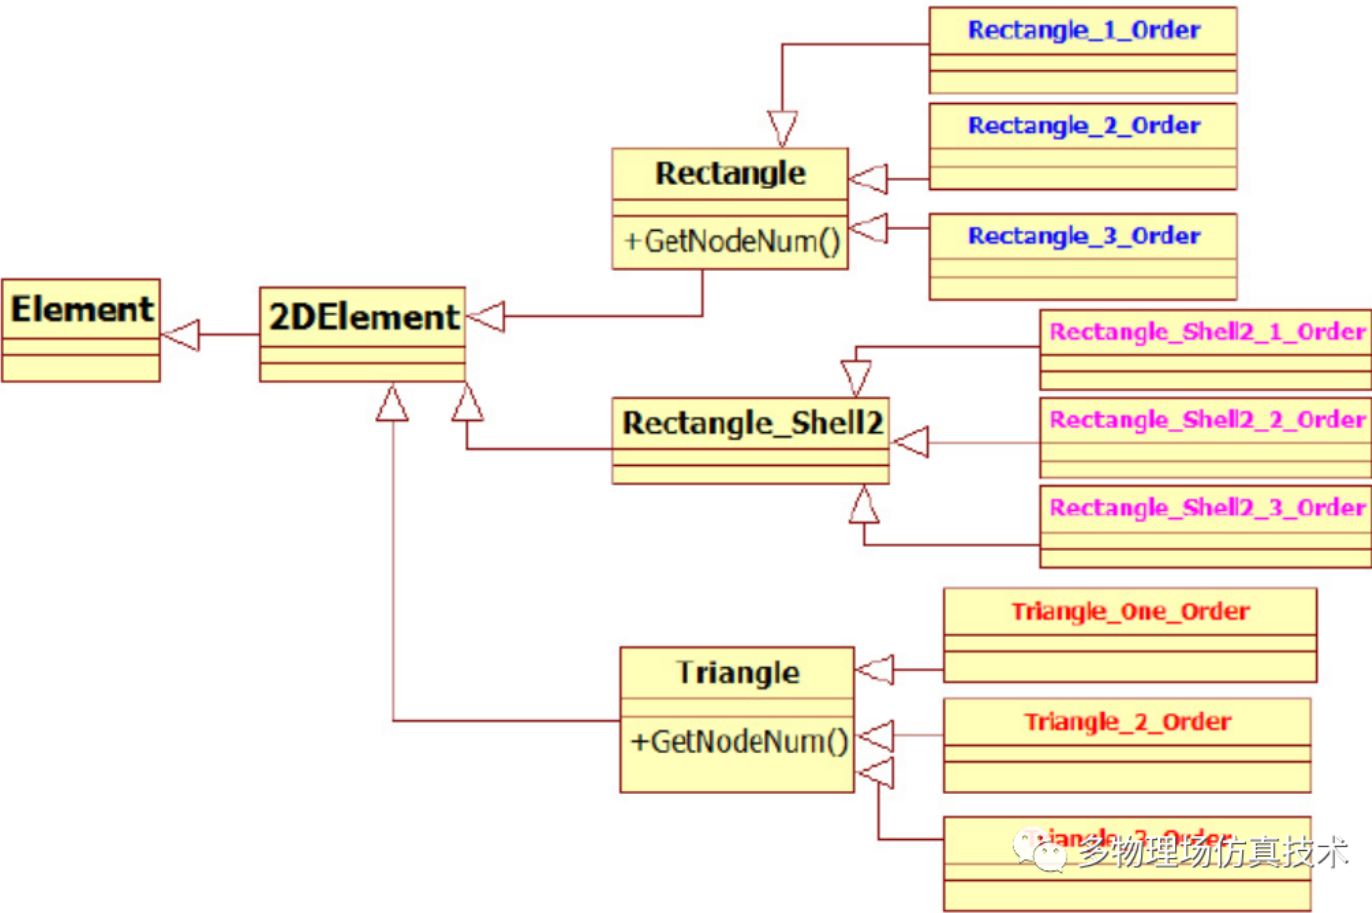 Rectangle_1_Order
Rectangle_2_Order
Rectangle
+GetNodeNum()
Rectangle_3_Order
Element
2DElement
Rectangle_Shell2_1_Order
Rectangle_Shell2
Rectangle_Shell2_2_Order
Rectangle_Shell2_3_Order
Triangle_One_Order
Triangle
+GetNodeNum()
Triangle_2_Order
Triangle_3_Order
多物理场仿真技术